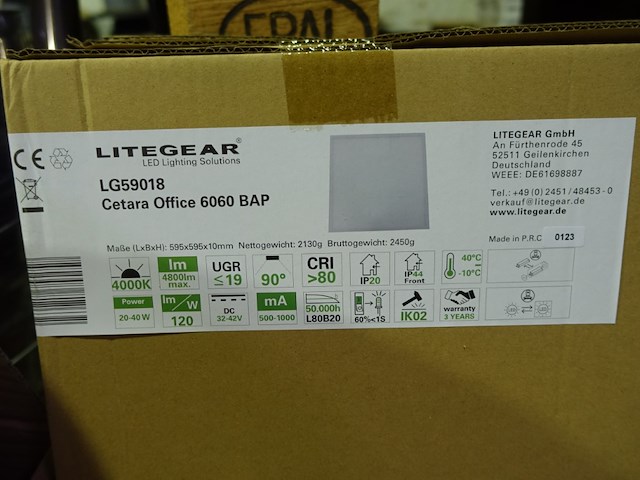 EPAL
CE
LITEGEAR®
LED Lighting Solutions
LG59018
Cetara Office 6060 BAP
LITEGEAR GmbH
An Fürthenrode 45
52511 Geilenkirchen
Deutschland
WEEE: DE61698887
Tel.: +49 (0) 2451 / 48453 - 0
verkauf@litegear.de
www.litegear.de
Made in P.R.C 0123
Maße (LxBxH): 595x595x10mm Nettogewicht: 2130g Bruttogewicht: 2450g
4000K
lm
4800lm
max.
UGR
≤19
90°
CRI
>80
IP20
IP44
Front
40°C
-10°C
Power
20-40 W
lm/W
120
DC
32-42V
mA
500-1000
50.000h
L80B20
60%<1S
IK02
warranty
3 YEARS